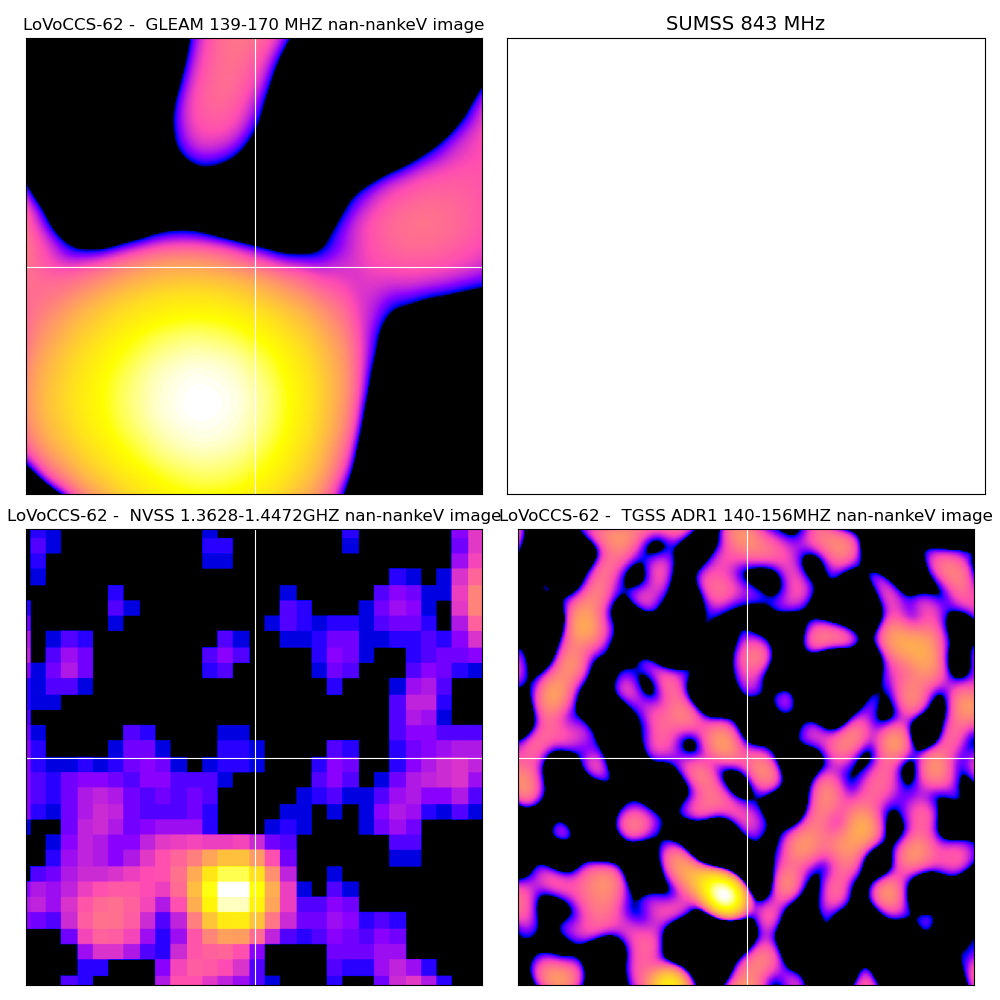 LoVoCCS-62 -  GLEAM 139-170 MHZ nan-nankeV image
SUMSS 843 MHz
LoVoCCS-62 -  NVSS 1.3628-1.4472GHZ nan-nankeV image
LoVoCCS-62 -  TGSS ADR1 140-156MHZ nan-nankeV image